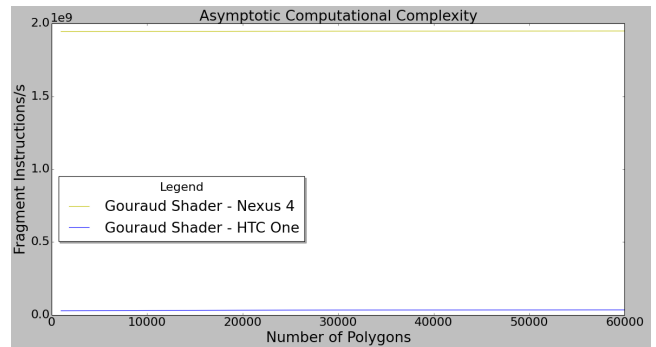 Asymptotic Computational Complexity
1e9
2.0
1.5
1.0
0.5
0.0
Fragment Instructions/s
Legend
Gouraud Shader - Nexus 4
Gouraud Shader - HTC One
0 10000 20000 30000 40000 50000 60000
Number of Polygons